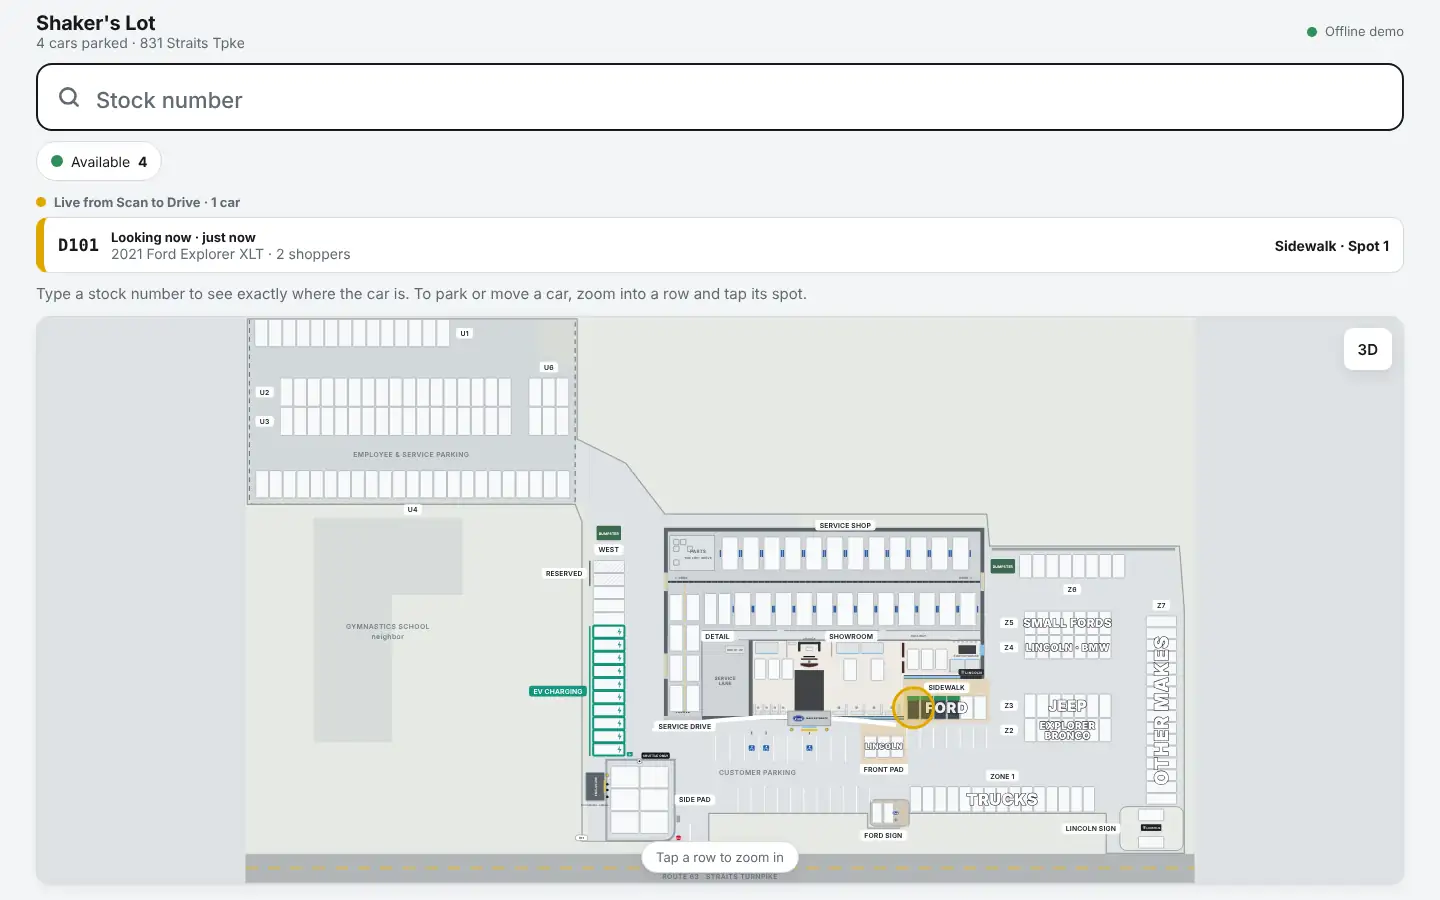 Shaker's Lot
4 cars parked · 831 Straits Tpke
Offline demo
Stock number
Available 4
Live from Scan to Drive · 1 car
D101
Looking now · just now
2021 Ford Explorer XLT · 2 shoppers
Sidewalk · Spot 1
Type a stock number to see exactly where the car is. To park or move a car, zoom into a row and tap its spot.
3D
U1
U6
U2
U3
EMPLOYEE & SERVICE PARKING
U4
DUMPSTER
WEST
RESERVED
SERVICE SHOP
PARTS
DUMPSTER
Z6
Z7
GYMNASTICS SCHOOL
neighbor
DETAIL
SHOWROOM
Z5
SMALL FORDS
Z4
LINCOLN · BMW
SERVICE
LANE
LINCOLN
EV CHARGING
SIDEWALK
FORD
Z3
JEEP
Z2
EXPLORER
BRONCO
OTHER MAKES
SERVICE DRIVE
LINCOLN
FRONT PAD
CUSTOMER PARKING
ZONE 1
TRUCKS
SIDE PAD
FORD SIGN
LINCOLN SIGN
Tap a row to zoom in
ROUTE 63 · STRAITS TURNPIKE